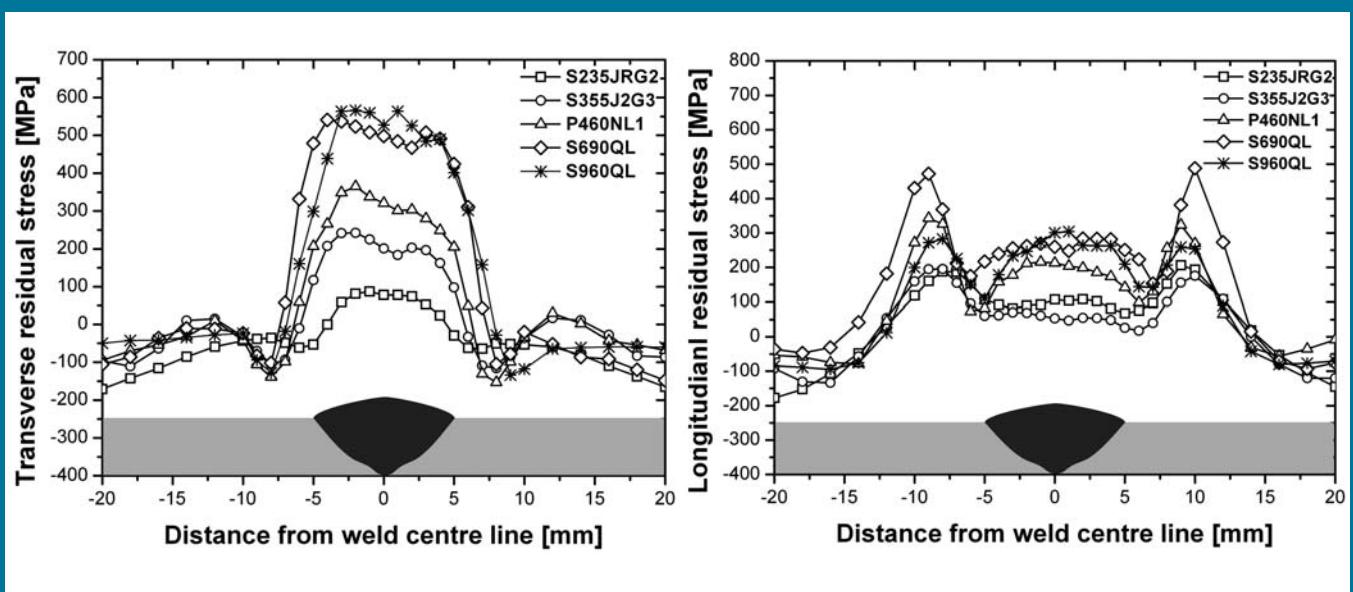 Transverse residual stress [MPa]
700
600
500
400
300
200
100
0
-100
-200
-300
-400
S235JRG2
S355J2G3
P460NL1
S690QL
S960QL
-20 -15 -10 -5 0 5 10 15 20
Distance from weld centre line [mm]
Longitudianl residual stress [MPa]
800
700
600
500
400
300
200
100
0
-100
-200
-300
-400
S235JRG2
S355J2G3
P460NL1
S690QL
S960QL
-20 -15 -10 -5 0 5 10 15 20
Distance from weld centre line [mm]